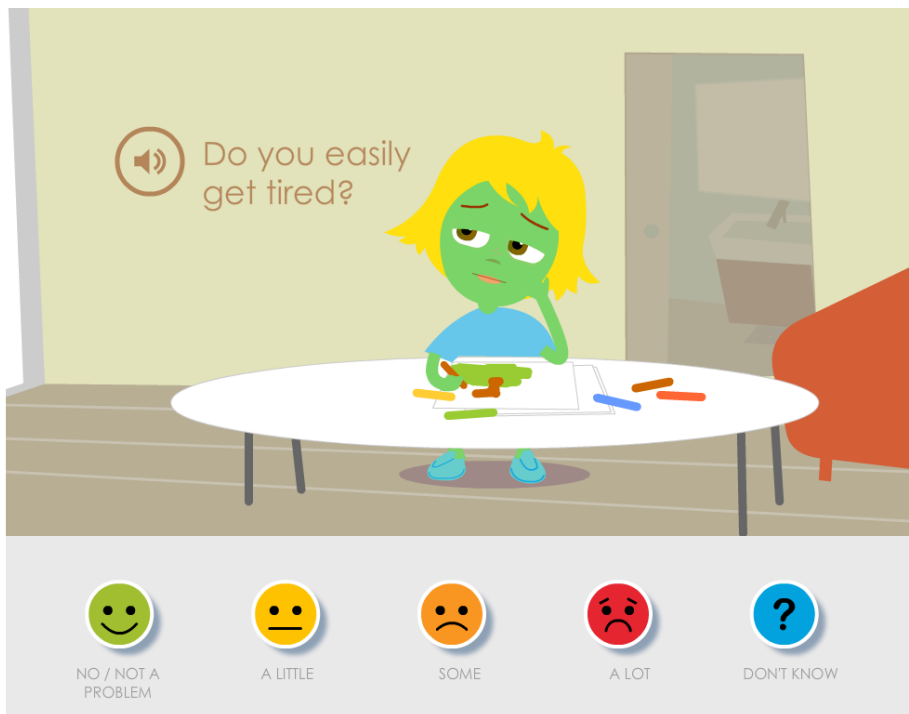 Do you easily
get tired?
NO / NOT A
PROBLEM
A LITTLE
SOME
A LOT
?
DON'T KNOW